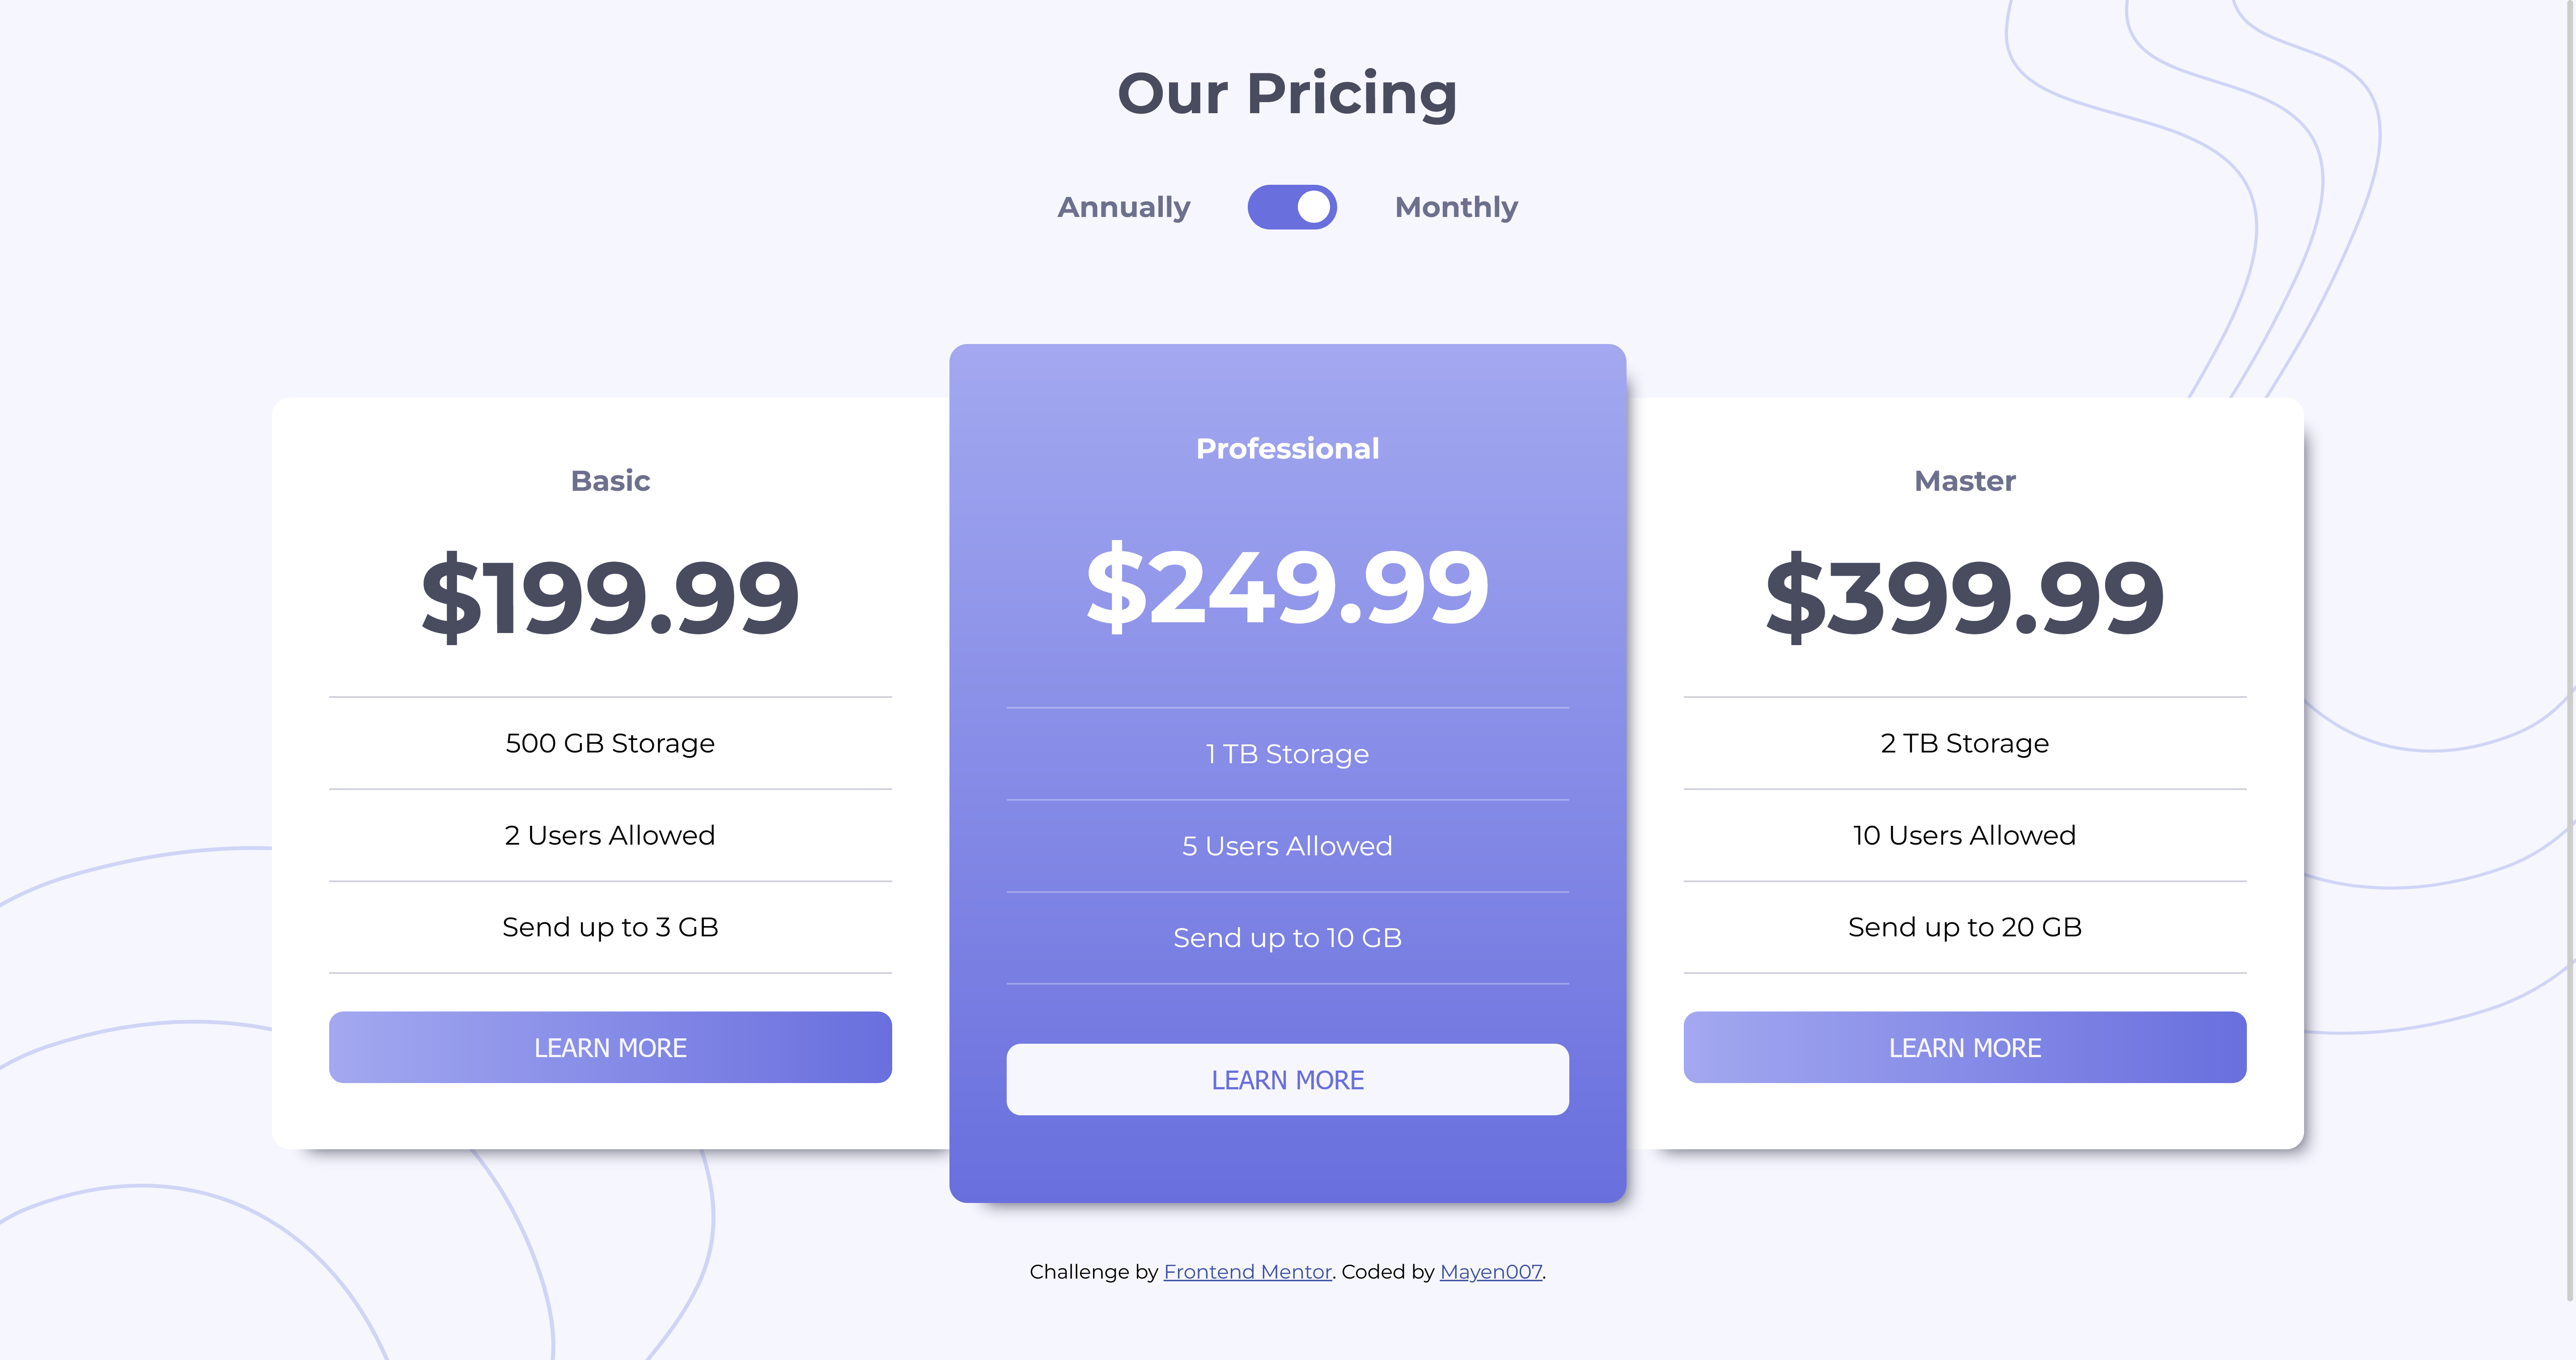 Our Pricing
Annually
Monthly
Basic
$199.99
500 GB Storage
2 Users Allowed
Send up to 3 GB
LEARN MORE
Professional
$249.99
1 TB Storage
5 Users Allowed
Send up to 10 GB
LEARN MORE
Master
$399.99
2 TB Storage
10 Users Allowed
Send up to 20 GB
LEARN MORE
Challenge by Frontend Mentor. Coded by Mayen007.